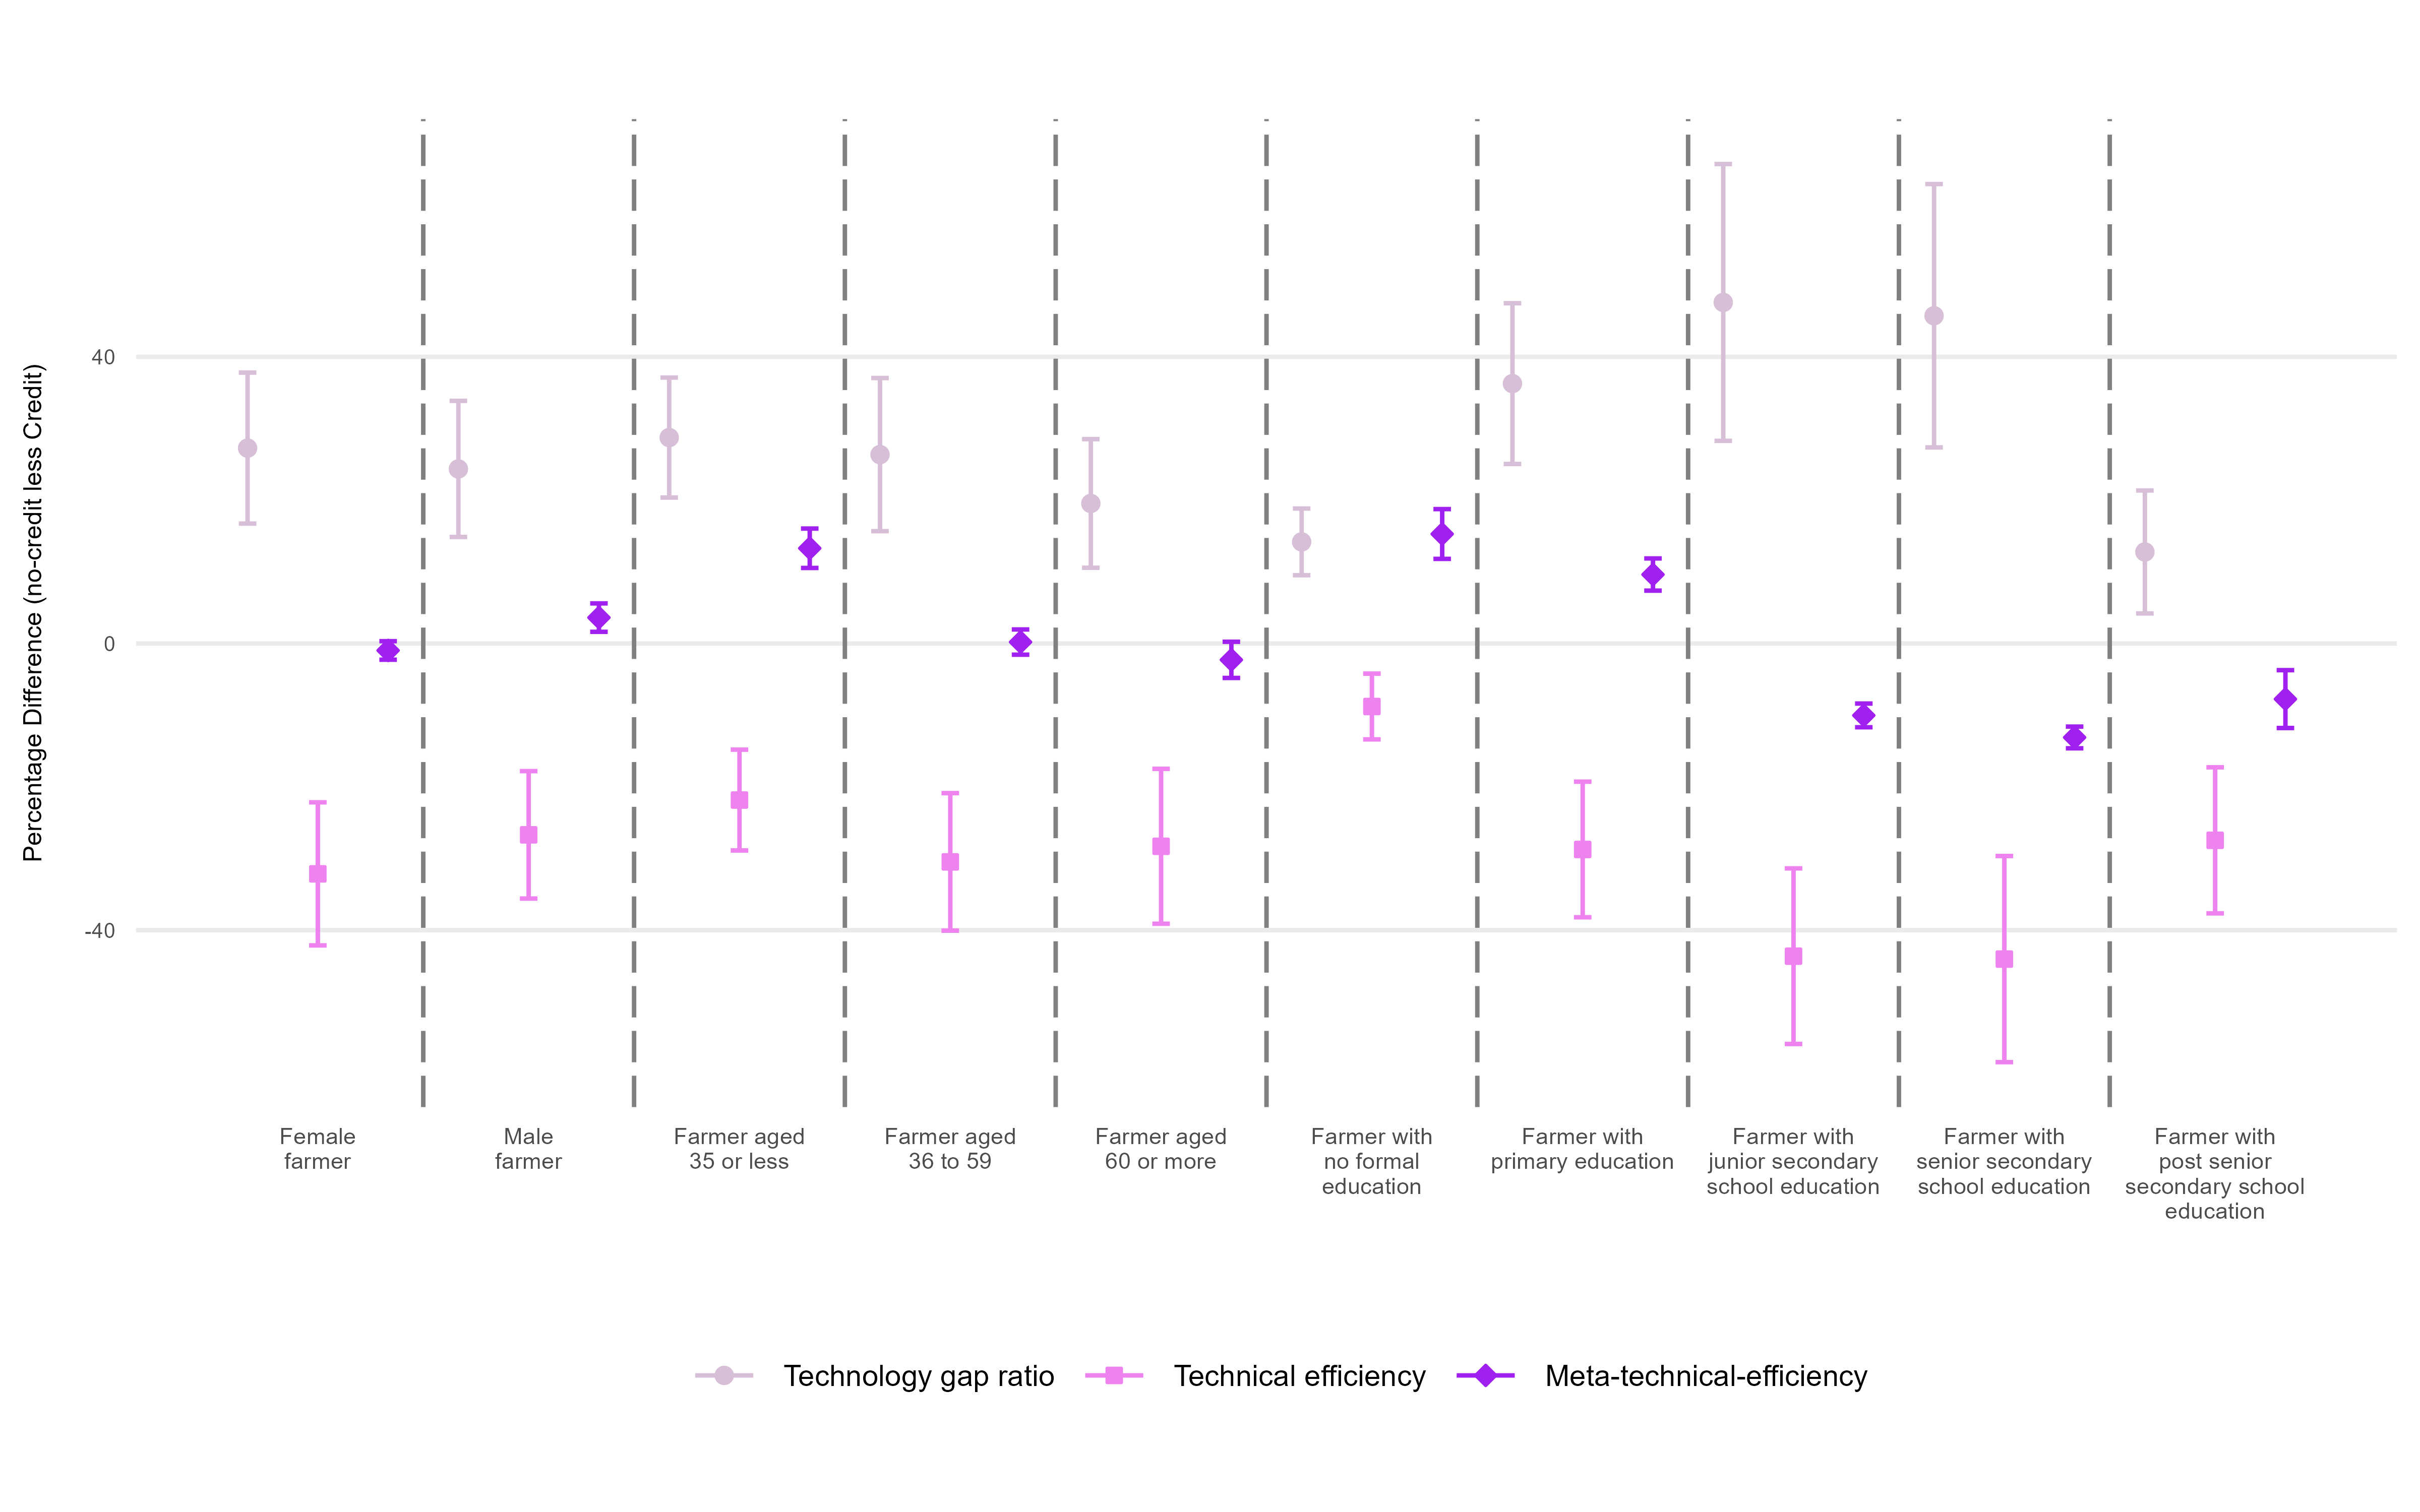 Percentage Difference (no-credit less Credit)
40
0
-40
Female
farmer
Male
farmer
Farmer aged
35 or less
Farmer aged
36 to 59
Farmer aged
60 or more
Farmer with
no formal
education
Farmer with
primary education
Farmer with
junior secondary
school education
Farmer with
senior secondary
school education
Farmer with
post senior
secondary school
education
Technology gap ratio
Technical efficiency
Meta-technical-efficiency